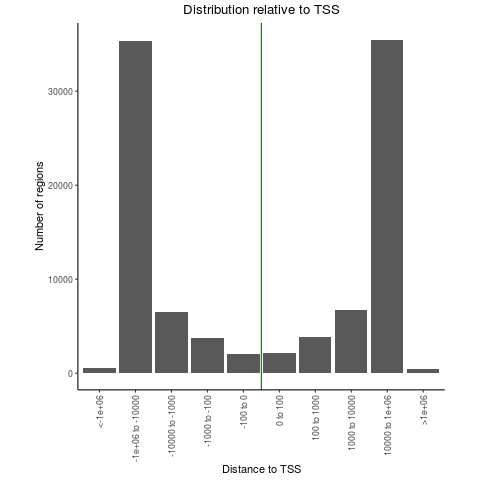 Distribution relative to TSS
Number of regions
30000
20000
10000
0
<-1e+06
-1e+06 to -10000
-10000 to -1000
-1000 to -100
-100 to 0
0 to 100
100 to 1000
1000 to 10000
10000 to 1e+06
>1e+06
Distance to TSS